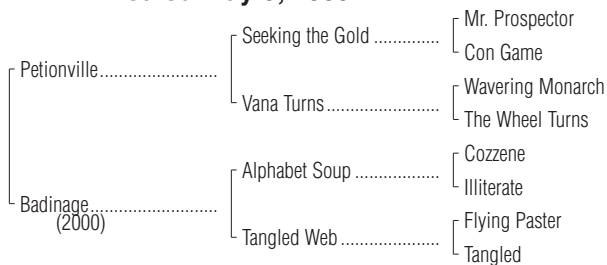 Mr. Prospector
Seeking the Gold ..............
Con Game
Petionville.........................
Wavering Monarch
Vana Turns........................
The Wheel Turns
Cozzene
Alphabet Soup ..................
Illiterate
Badinage...........................
(2000)
Flying Paster
Tangled Web .....................
Tangled